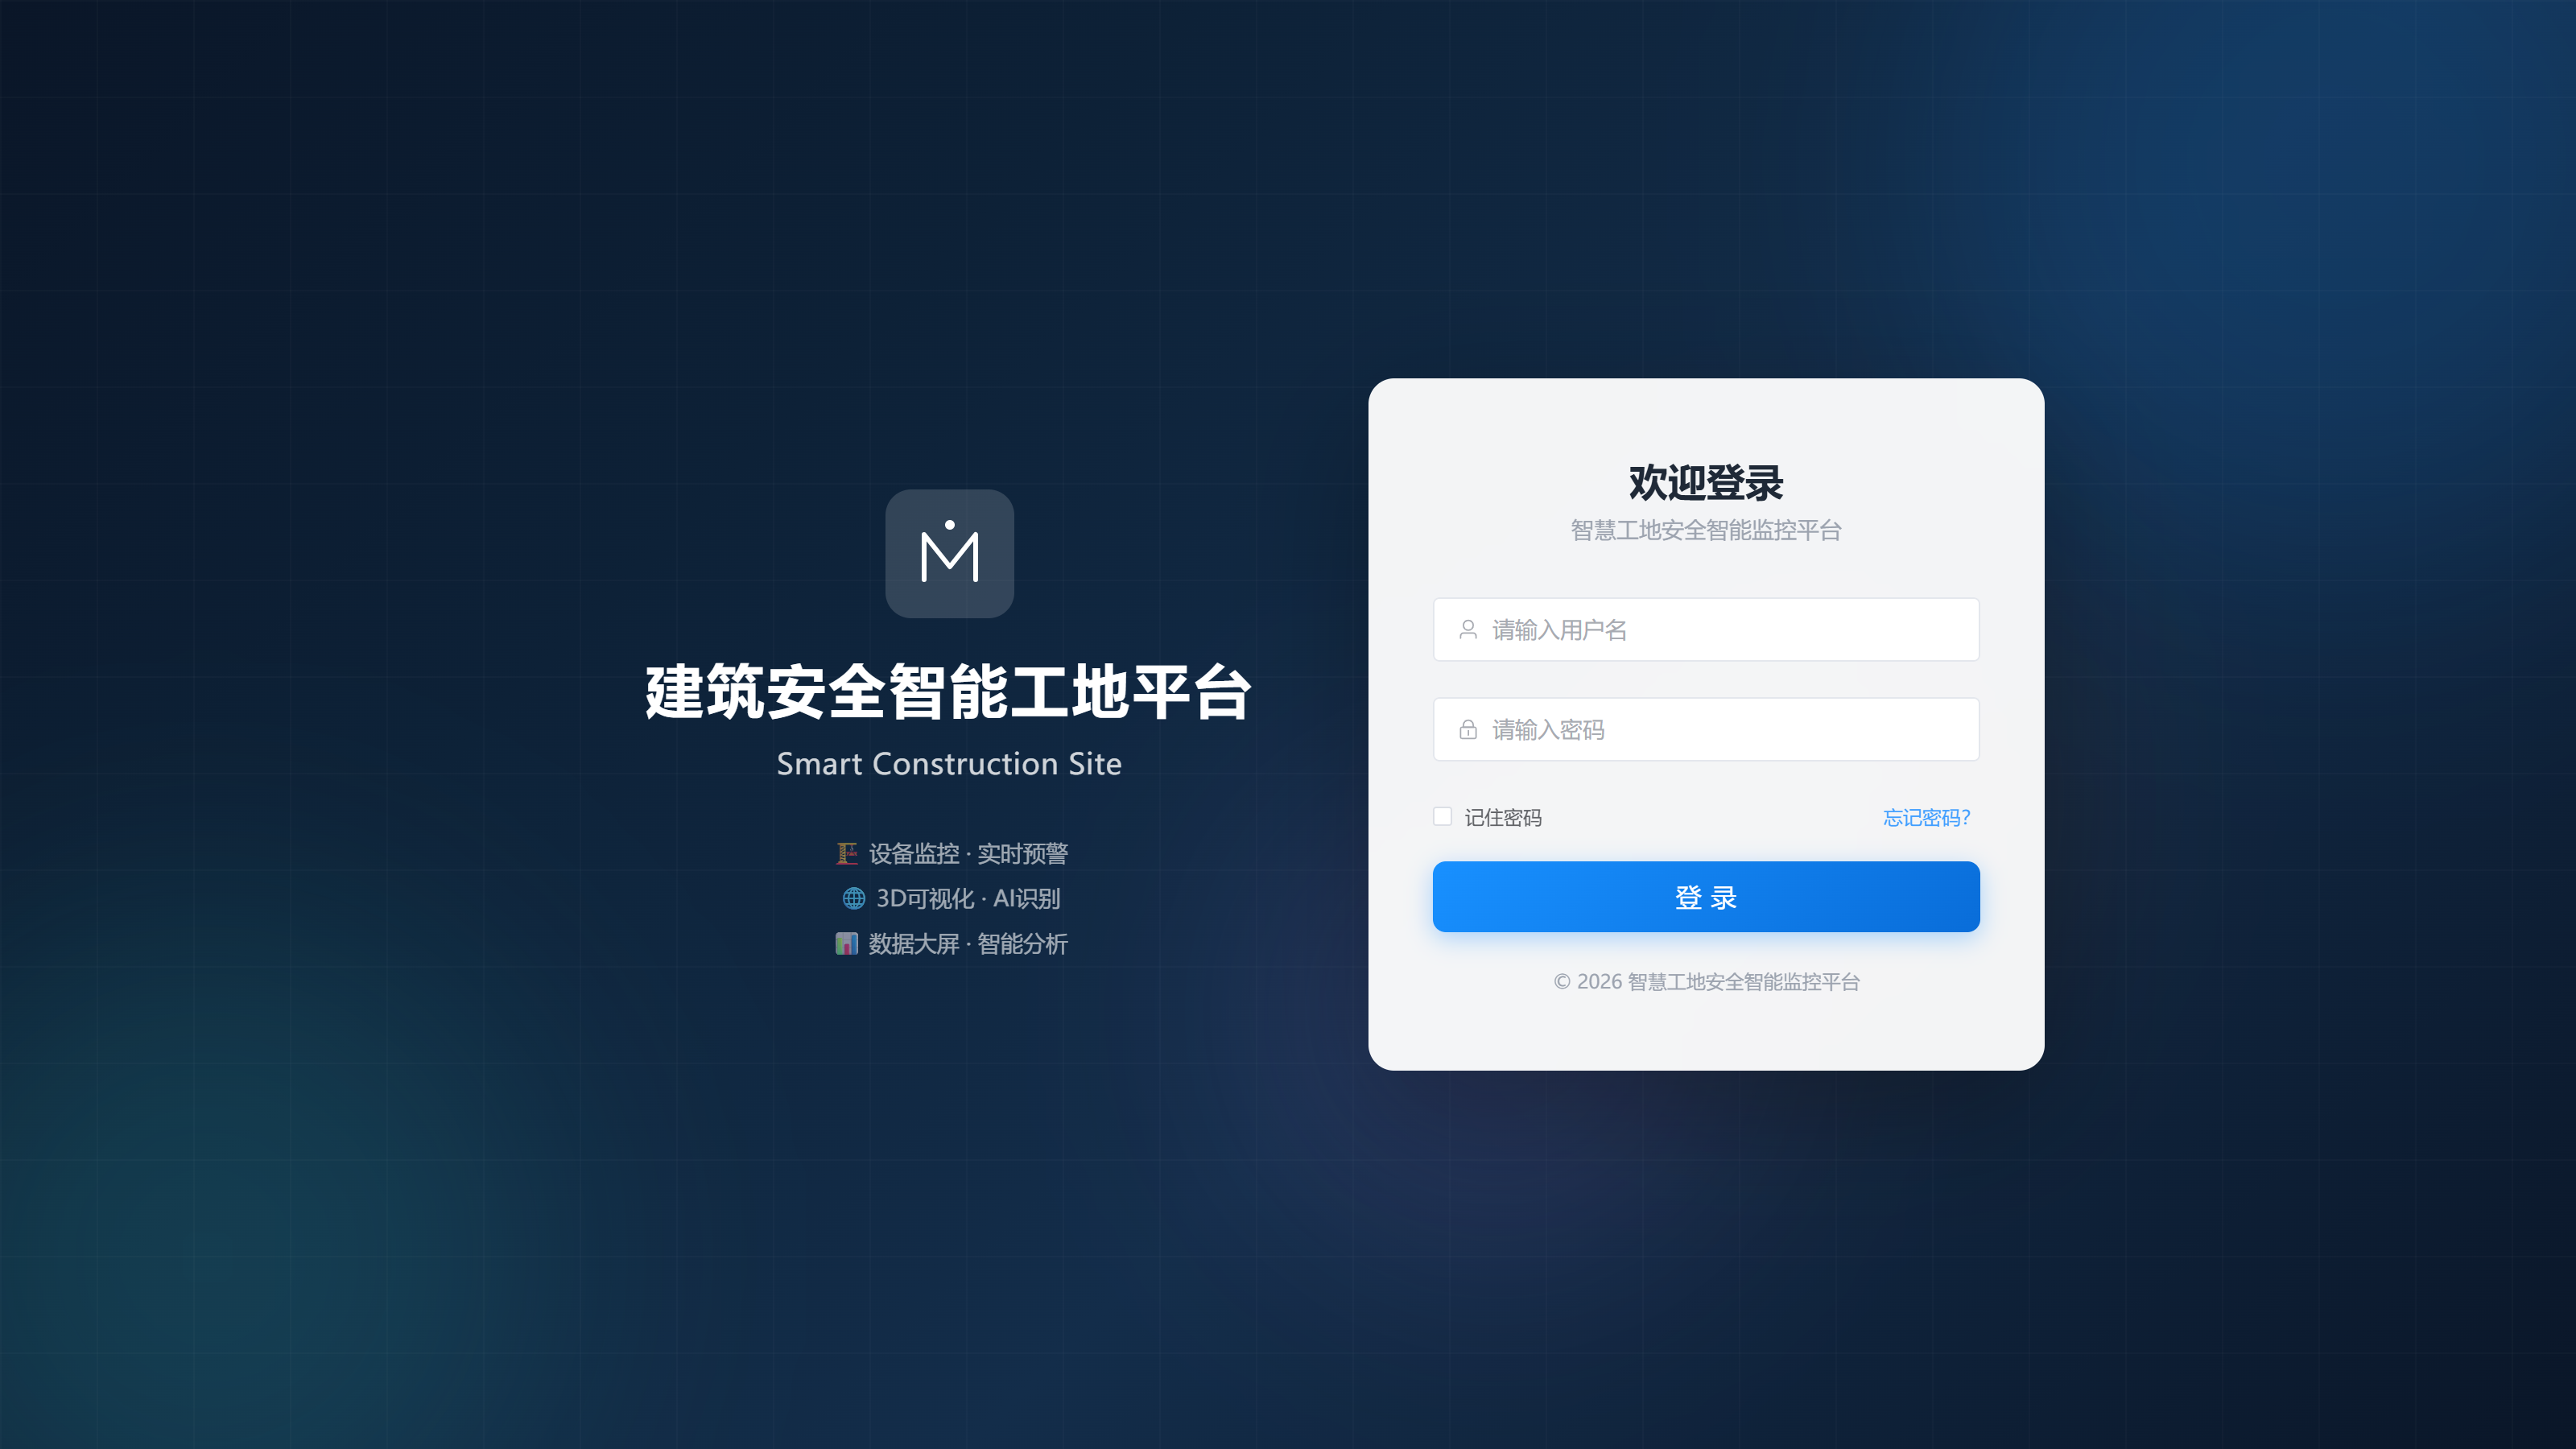 建筑安全智能工地平台
Smart Construction Site
设备监控 · 实时预警
3D可视化 · AI识别
数据大屏 · 智能分析
欢迎登录
智慧工地安全智能监控平台
请输入用户名
请输入密码
记住密码 忘记密码?
登 录
© 2026 智慧工地安全智能监控平台